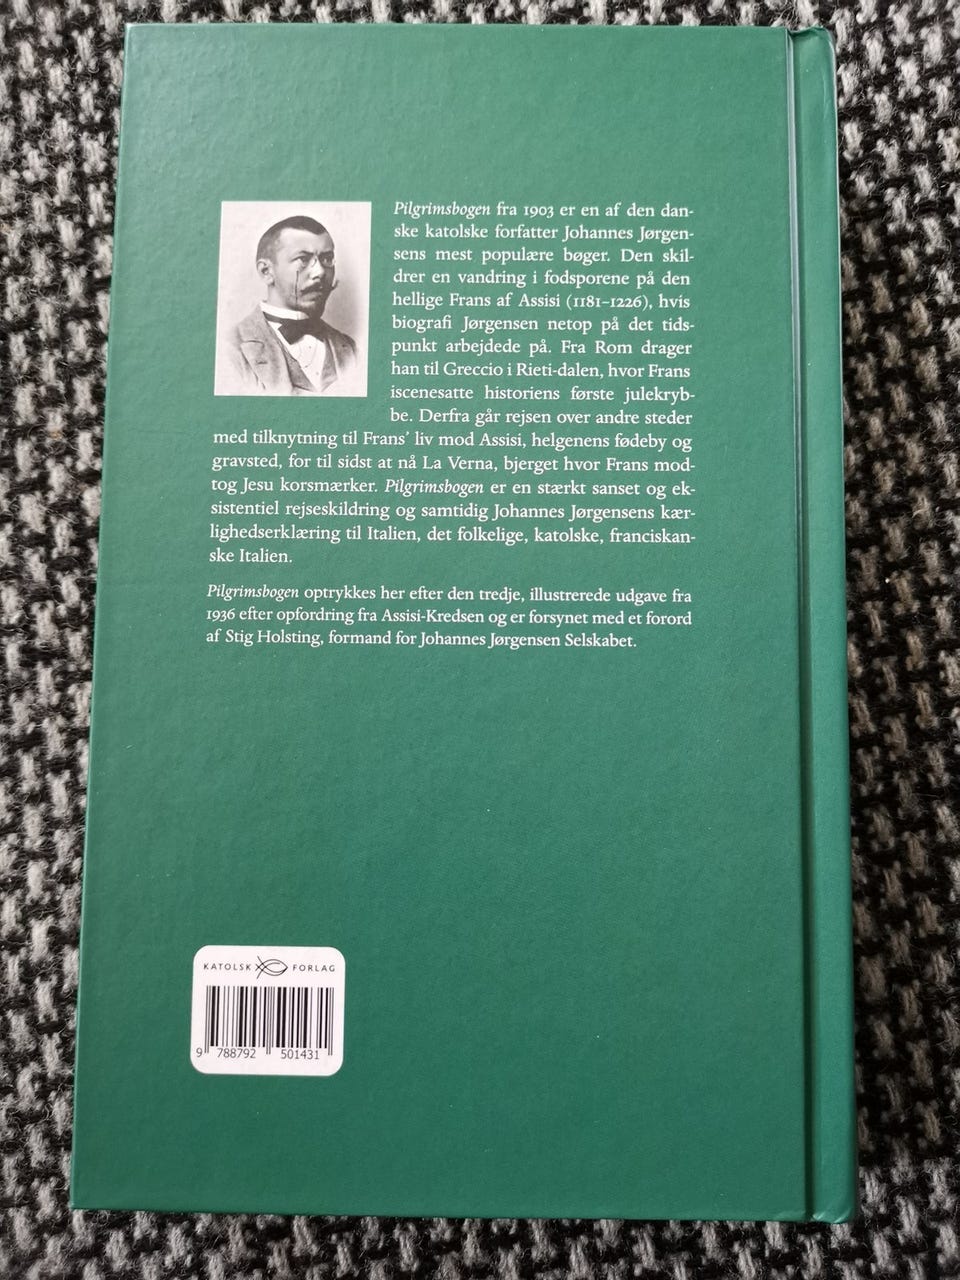 Pilgrimsbogen fra 1903 er en af den dan-
ske katolske forfatter Johannes Jørgen-
sens mest populære bøger. Den skil-
drer en vandring i fodsporene på den
hellige Frans af Assisi (1181–1226), hvis
biografi Jørgensen netop på det tids-
punkt arbejdede på. Fra Rom drager
han til Greccio i Rieti-dalen, hvor Frans
iscenesatte historiens første julekryb-
be. Derfra går rejsen over andre steder
med tilknytning til Frans’ liv mod Assisi, helgenens fødeby og
gravsted, for til sidst at nå La Verna, bjerget hvor Frans mod-
tog Jesu korsmærker. Pilgrimsbogen er en stærkt sanset og ek-
sistentiel rejseskildring og samtidig Johannes Jørgensens kær-
lighedserklæring til Italien, det folkelige, katolske, franciskan-
ske Italien.
Pilgrimsbogen optrykkes her efter den tredje, illustrerede udgave fra
1936 efter opfordring fra Assisi-Kredsen og er forsynet med et forord
af Stig Holsting, formand for Johannes Jørgensen Selskabet.
KATOLSK FORLAG
9 788792 501431